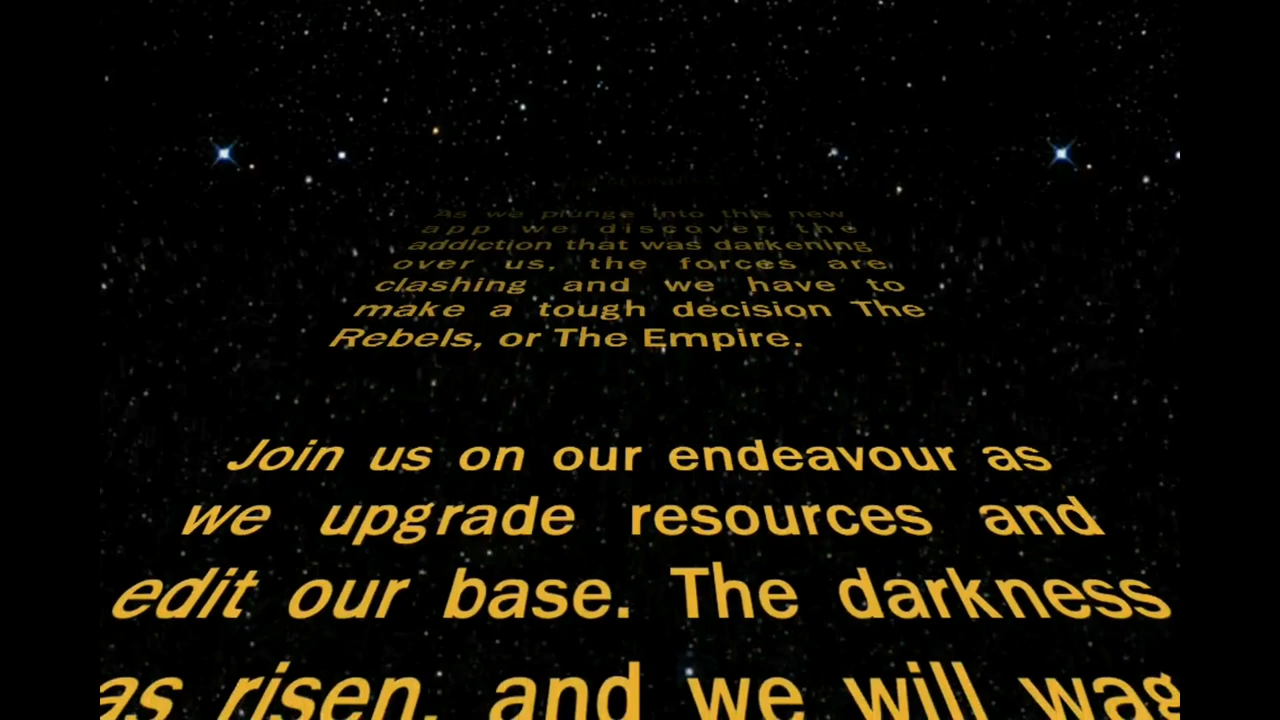 As we plunge into this new
app we discover the
addiction that was darkening
over us, the forces are
clashing and we have to
make a tough decision The
Rebels, or The Empire.
Join us on our endeavour as
we upgrade resources and
edit our base. The darkness
as risen, and we will wag